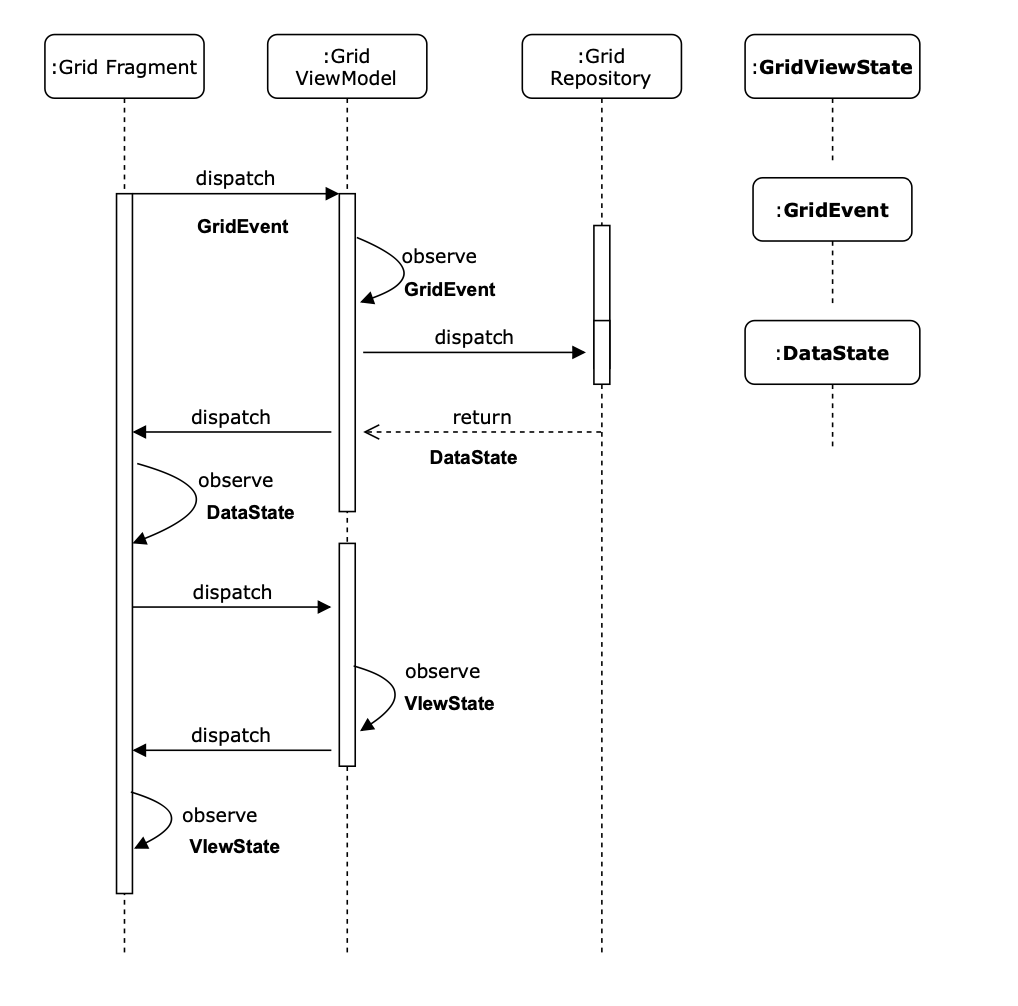 :Grid Fragment
:Grid
ViewModel
:Grid
Repository
:GridViewState
dispatch
GridEvent
:GridEvent
observe
GridEvent
dispatch
:DataState
dispatch
return
DataState
observe
DataState
dispatch
observe
VIewState
dispatch
observe
VIewState